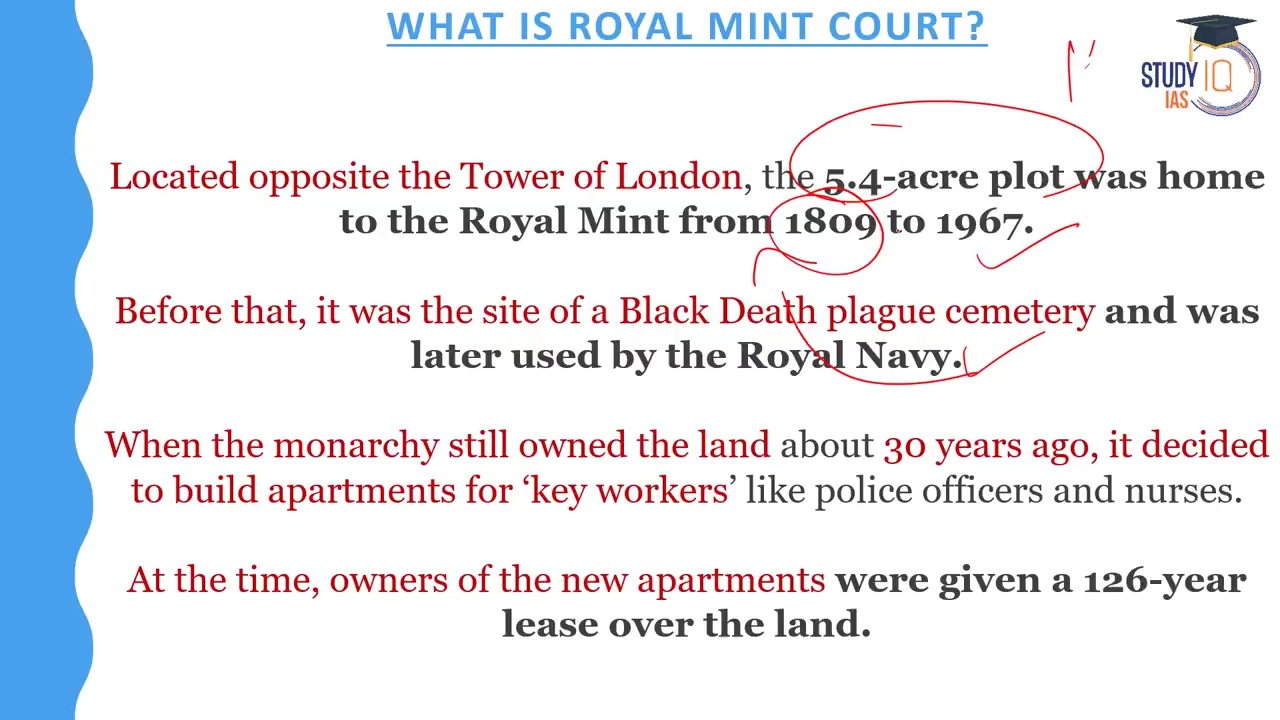 WHAT IS ROYAL MINT COURT?
STUDY IQ
IAS
Located opposite the Tower of London, the 5.4-acre plot was home
to the Royal Mint from 1809 to 1967.
Before that, it was the site of a Black Death plague cemetery and was
later used by the Royal Navy.
When the monarchy still owned the land about 30 years ago, it decided
to build apartments for ‘key workers’ like police officers and nurses.
At the time, owners of the new apartments were given a 126-year
lease over the land.